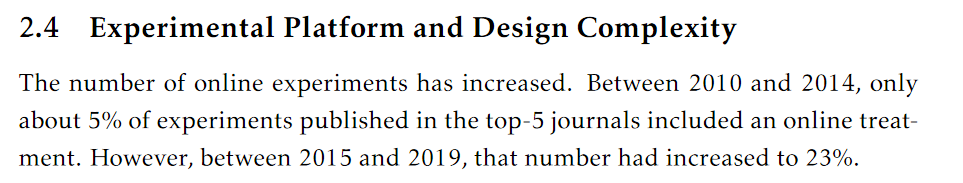 2.4 Experimental Platform and Design Complexity
The number of online experiments has increased. Between 2010 and 2014, only
about 5% of experiments published in the top-5 journals included an online treat-
ment. However, between 2015 and 2019, that number had increased to 23%.